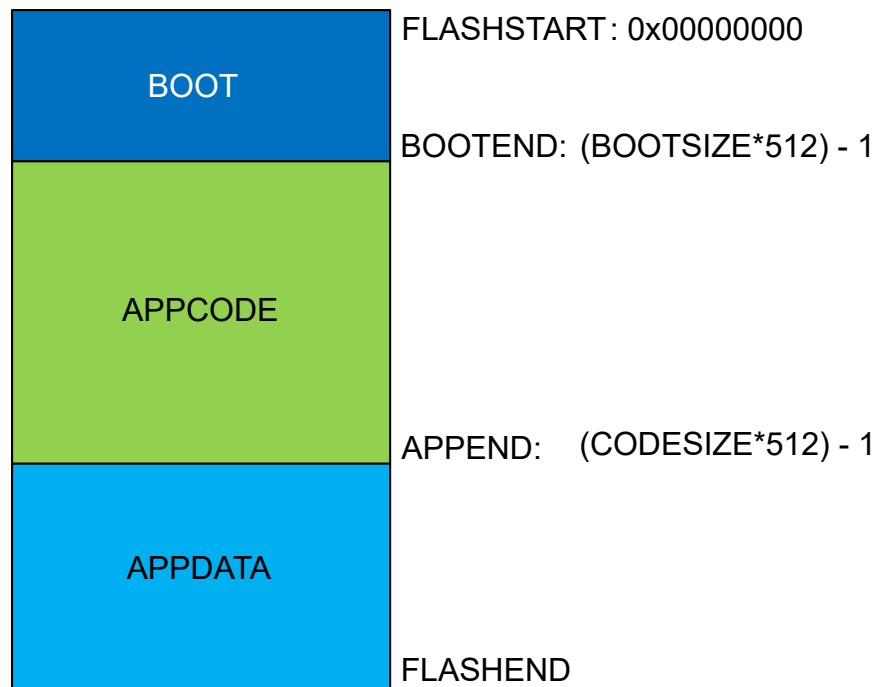 FLASHSTART: 0x00000000
BOOT
BOOTEND: (BOOTSIZE*512) - 1
APPCODE
APPEND: (CODESIZE*512) - 1
APPDATA
FLASHEND